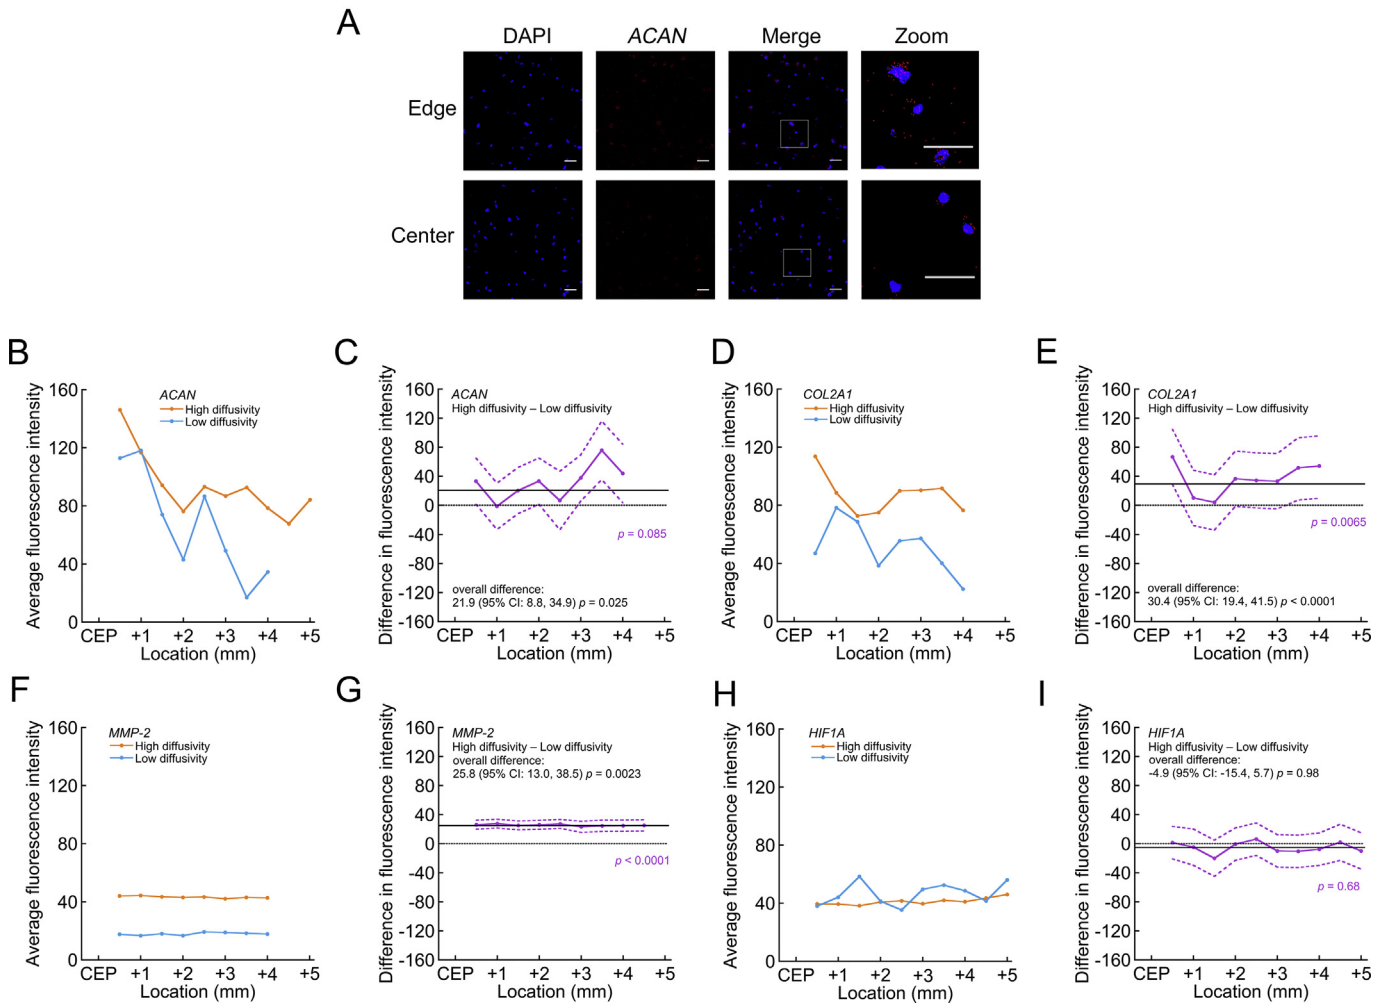 A
DAPI ACAN Merge Zoom
Edge
Center
B
Average fluorescence intensity
160
120
80
40
0
ACAN
High diffusivity
Low diffusivity
CEP +1 +2 +3 +4 +5
Location (mm)
C
Difference in fluorescence intensity
160
120
80
40
0
-40
-80
-120
-160
ACAN
High diffusivity – Low diffusivity
p = 0.085
overall difference:
21.9 (95% CI: 8.8, 34.9) p = 0.025
CEP +1 +2 +3 +4 +5
Location (mm)
D
Average fluorescence intensity
160
120
80
40
0
COL2A1
High diffusivity
Low diffusivity
CEP +1 +2 +3 +4 +5
Location (mm)
E
Difference in fluorescence intensity
160
120
80
40
0
-40
-80
-120
-160
COL2A1
High diffusivity – Low diffusivity
p = 0.0065
overall difference:
30.4 (95% CI: 19.4, 41.5) p < 0.0001
CEP +1 +2 +3 +4 +5
Location (mm)
F
Average fluorescence intensity
160
120
80
40
0
MMP-2
High diffusivity
Low diffusivity
CEP +1 +2 +3 +4 +5
Location (mm)
G
Difference in fluorescence intensity
160
120
80
40
0
-40
-80
-120
-160
MMP-2
High diffusivity – Low diffusivity
overall difference:
25.8 (95% CI: 13.0, 38.5) p = 0.0023
p < 0.0001
CEP +1 +2 +3 +4 +5
Location (mm)
H
Average fluorescence intensity
160
120
80
40
0
HIF1A
High diffusivity
Low diffusivity
CEP +1 +2 +3 +4 +5
Location (mm)
I
Difference in fluorescence intensity
160
120
80
40
0
-40
-80
-120
-160
HIF1A
High diffusivity – Low diffusivity
overall difference:
-4.9 (95% CI: -15.4, 5.7) p = 0.98
p = 0.68
CEP +1 +2 +3 +4 +5
Location (mm)